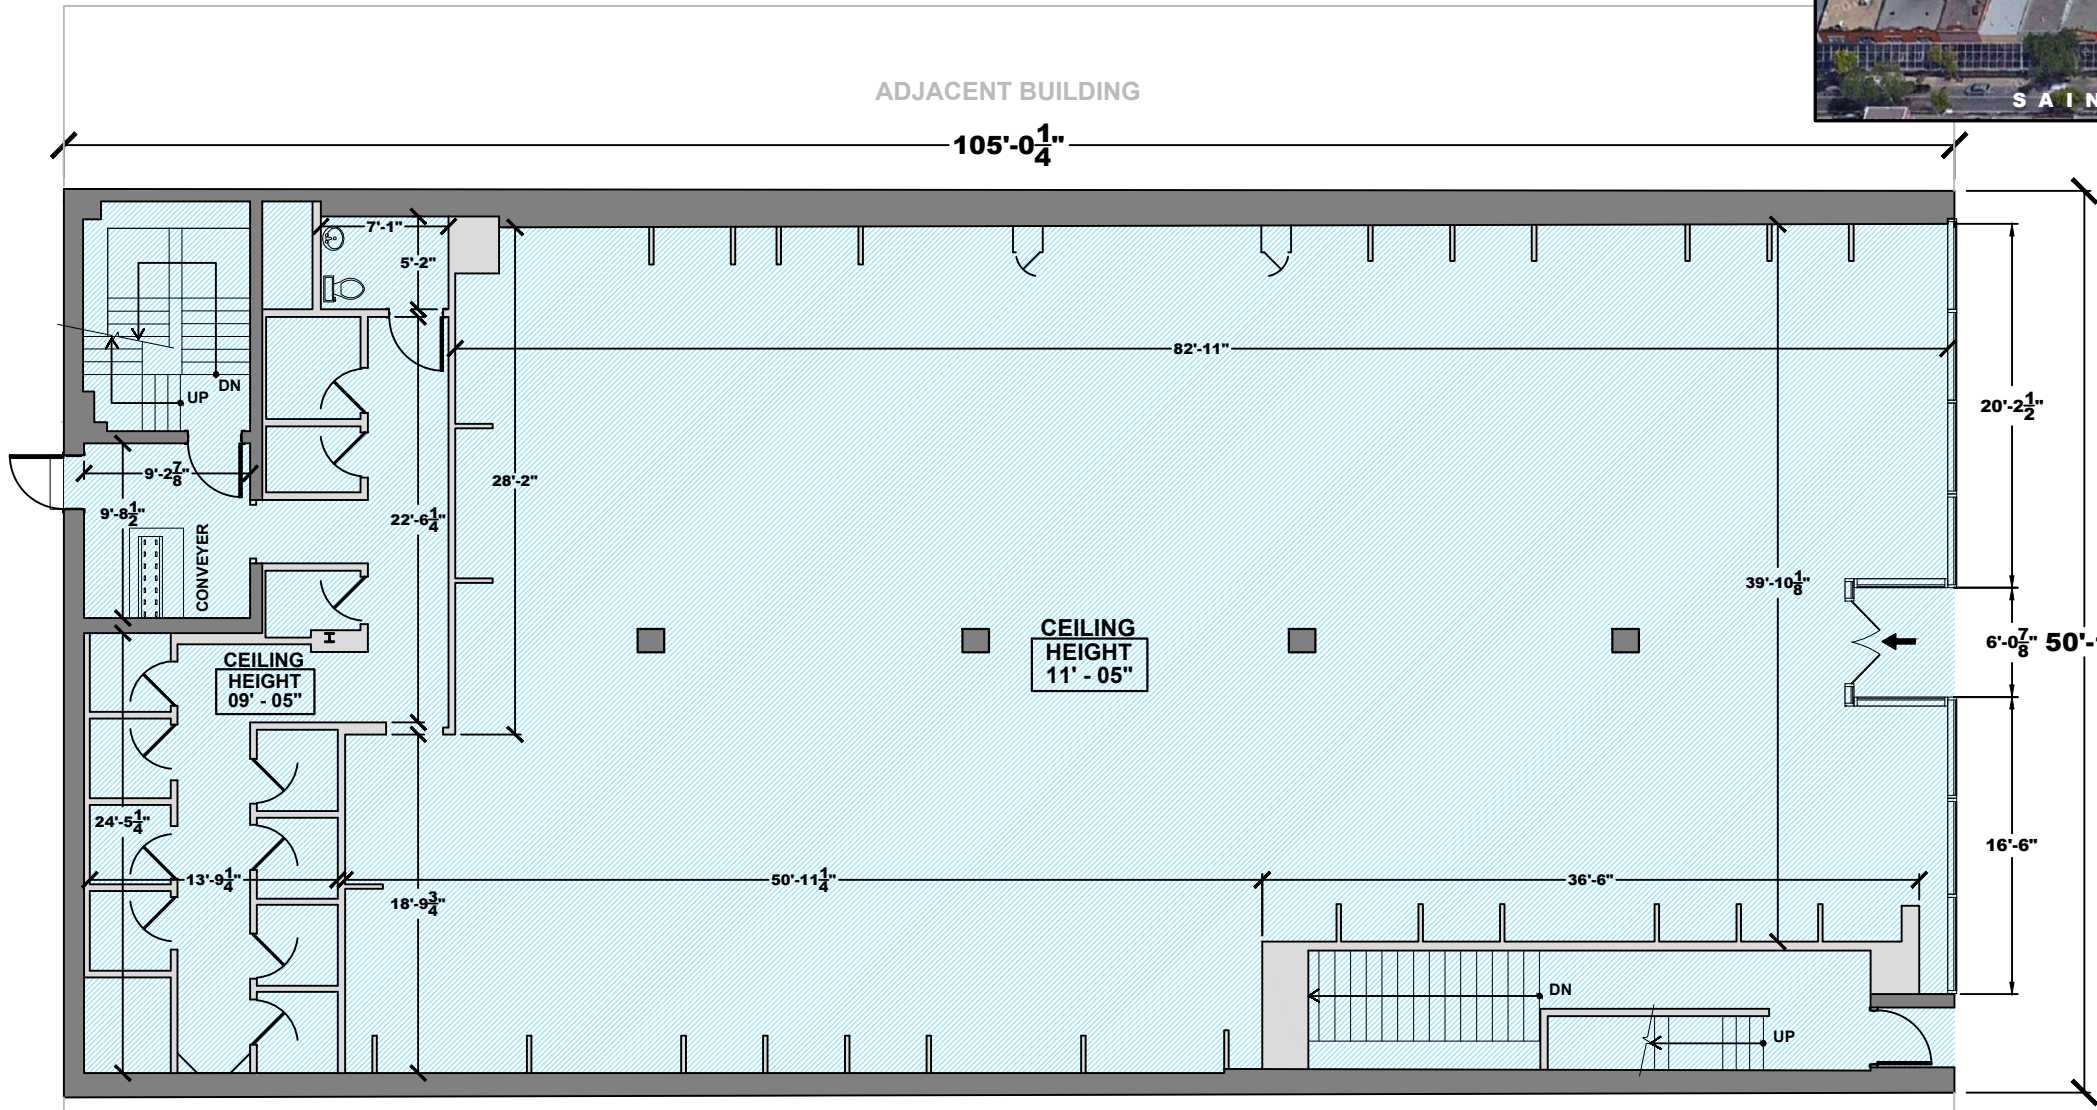 SAIN
ADJACENT BUILDING
105'-0 1/4"
7'-1"
5'-2"
82'-11"
DN
UP
20'-2 1/2"
9'-2 7/8"
28'-2"
9'-8 1/2"
22'-6 1/4"
CONVEYER
39'-10 1/8"
CEILING
HEIGHT
11' - 05"
6'-0 7/8"
50'-
CEILING
HEIGHT
09' - 05"
24'-5 1/4"
16'-6"
13'-9 1/4"
50'-11 1/4"
36'-6"
18'-9 3/4"
DN
UP